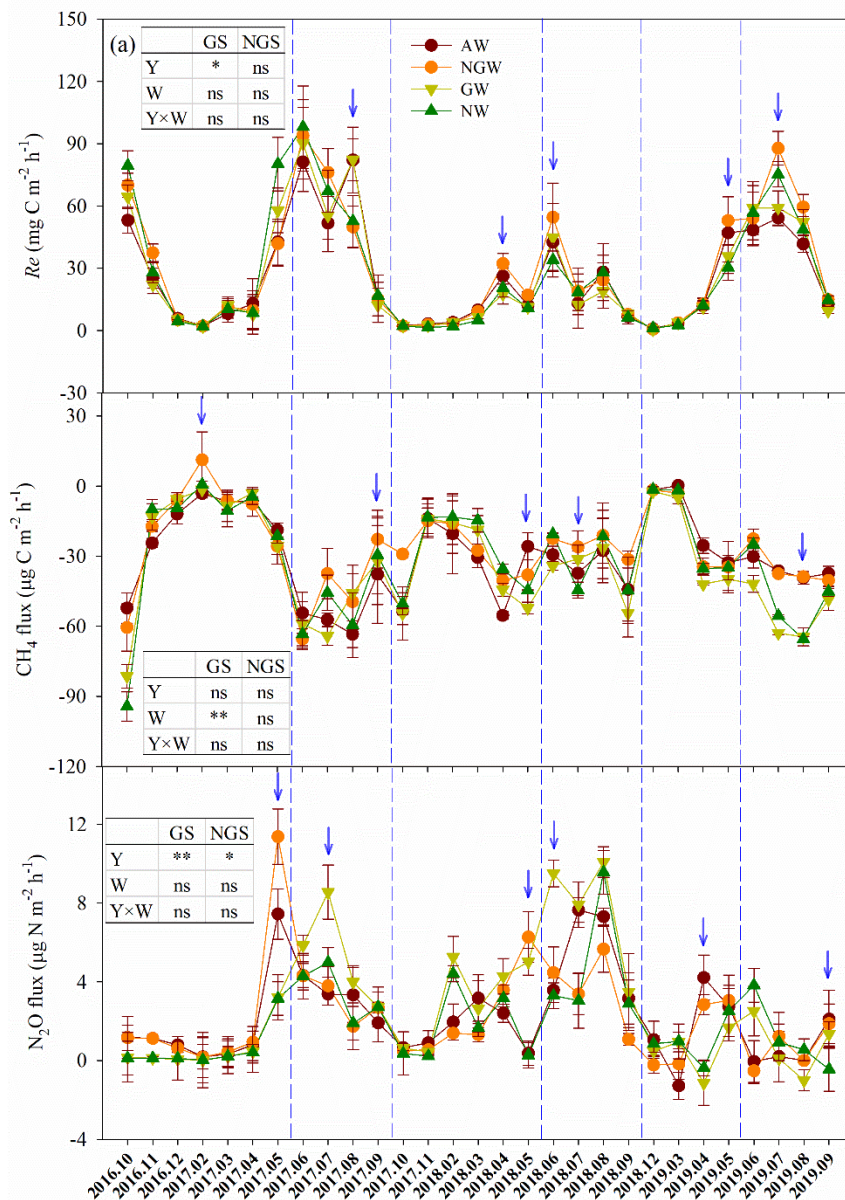 (a)
AW
NGW
GW
NW
GS NGS
Y * ns
W ns ns
Y×W ns ns
150
120
90
60
30
0
-30
Re (mg C m⁻² h⁻¹)
30
0
-30
-60
-90
-120
CH₄ flux (μg C m⁻² h⁻¹)
GS NGS
Y ns ns
W ** ns
Y×W ns ns
12
8
4
0
-4
N₂O flux (μg N m⁻² h⁻¹)
GS NGS
Y ** *
W ns ns
Y×W ns ns
2016.10
2016.11
2016.12
2017.02
2017.03
2017.04
2017.05
2017.06
2017.07
2017.08
2017.09
2017.10
2017.11
2018.02
2018.03
2018.04
2018.05
2018.06
2018.07
2018.08
2018.09
2018.12
2019.03
2019.04
2019.05
2019.06
2019.07
2019.08
2019.09